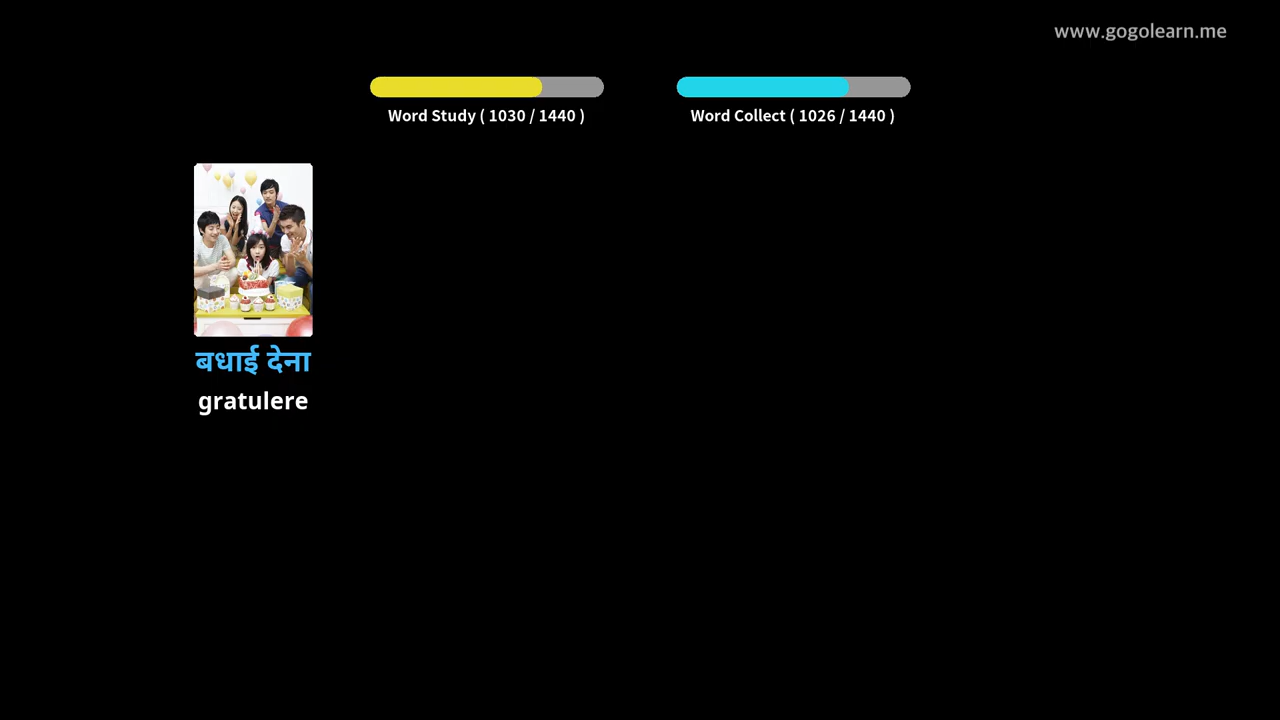 www.gogolearn.me
Word Study ( 1030 / 1440 )
Word Collect ( 1026 / 1440 )
बधाई देना
gratulere